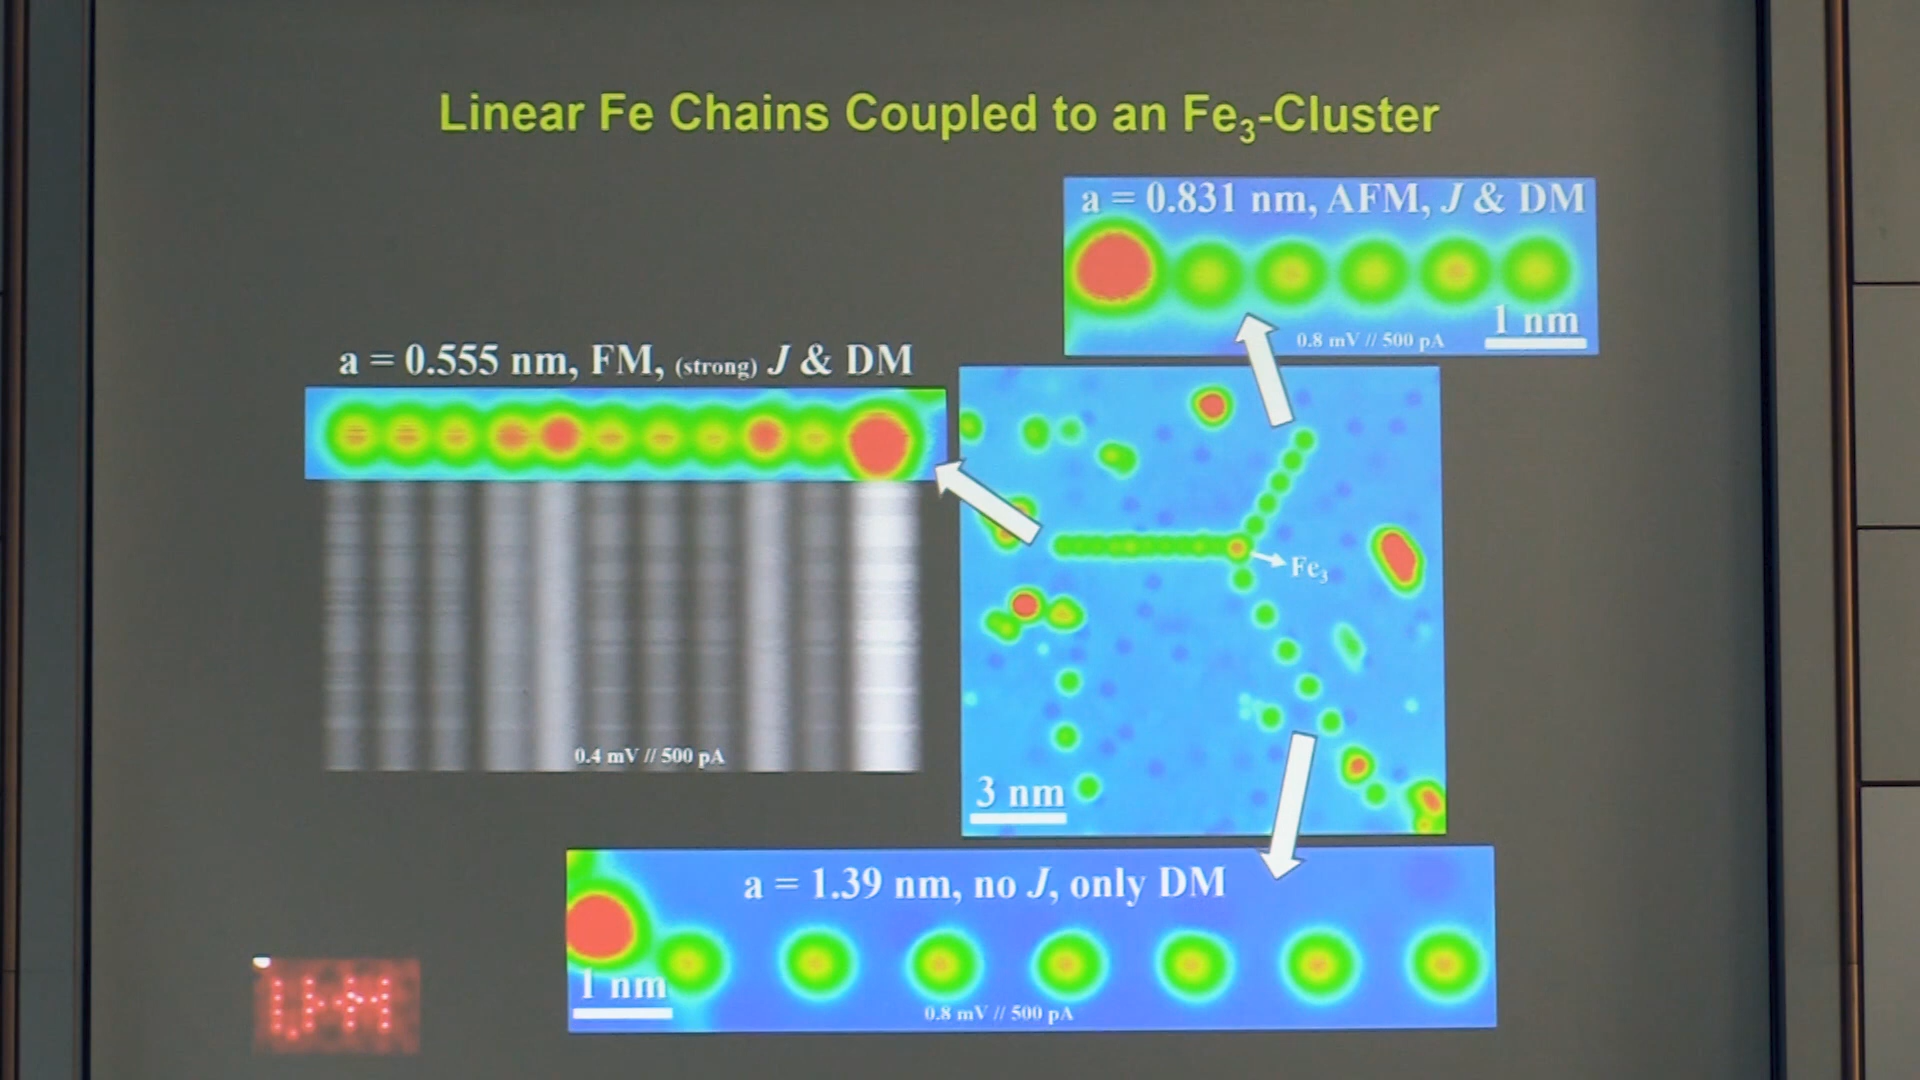 Linear Fe Chains Coupled to an Fe₃-Cluster
a = 0.831 nm, AFM, J & DM
1 nm
0.8 mV // 500 pA
a = 0.555 nm, FM, (strong) J & DM
Fe₃
0.4 mV // 500 pA
3 nm
a = 1.39 nm, no J, only DM
1 nm
0.8 mV // 500 pA